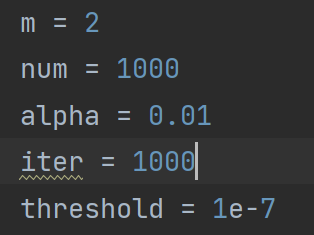 m = 2
num = 1000
alpha = 0.01
iter = 1000
threshold = 1e-7